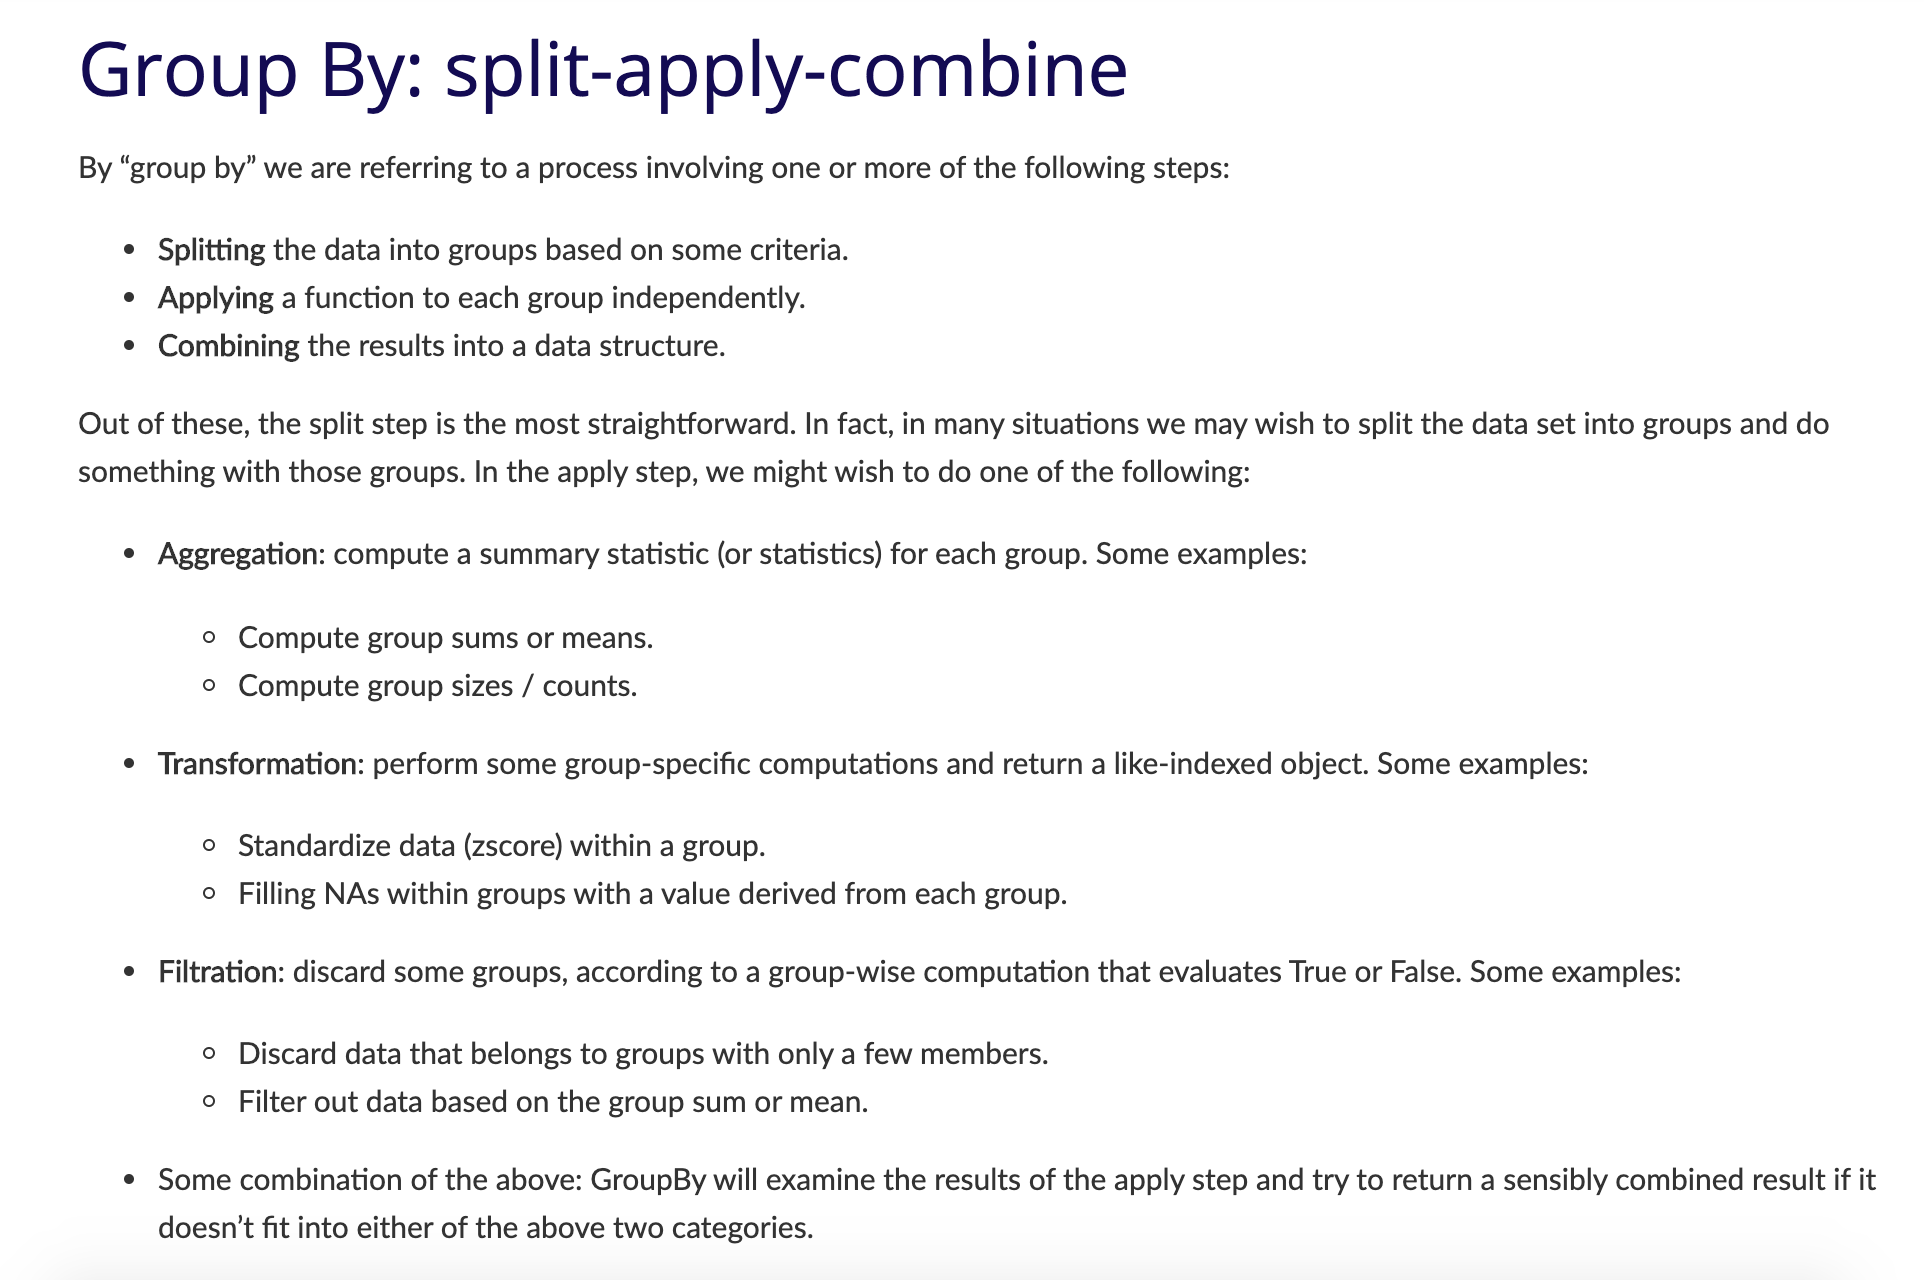 Group By: split-apply-combine
By “group by” we are referring to a process involving one or more of the following steps:
• Splitting the data into groups based on some criteria.
• Applying a function to each group independently.
• Combining the results into a data structure.
Out of these, the split step is the most straightforward. In fact, in many situations we may wish to split the data set into groups and do
something with those groups. In the apply step, we might wish to do one of the following:
• Aggregation: compute a summary statistic (or statistics) for each group. Some examples:
◦ Compute group sums or means.
◦ Compute group sizes / counts.
• Transformation: perform some group-specific computations and return a like-indexed object. Some examples:
◦ Standardize data (zscore) within a group.
◦ Filling NAs within groups with a value derived from each group.
• Filtration: discard some groups, according to a group-wise computation that evaluates True or False. Some examples:
◦ Discard data that belongs to groups with only a few members.
◦ Filter out data based on the group sum or mean.
• Some combination of the above: GroupBy will examine the results of the apply step and try to return a sensibly combined result if it
doesn’t fit into either of the above two categories.